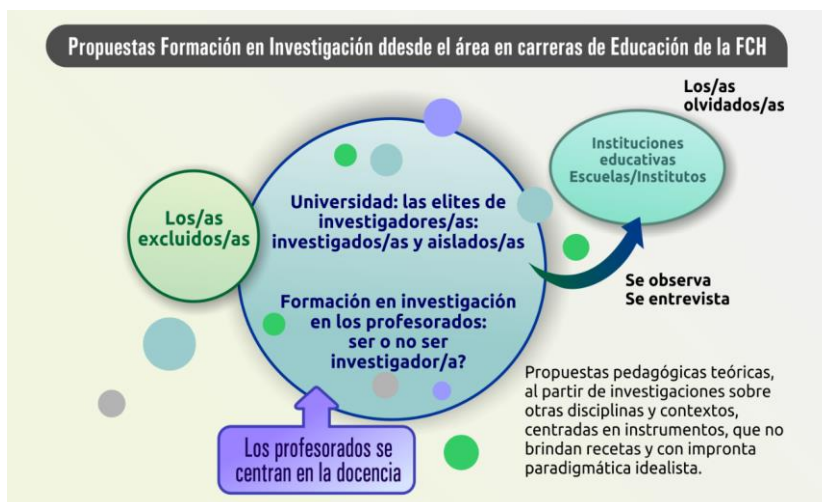 Propuestas Formación en Investigación ddesde el área en carreras de Educación de la FCH
Los/as
olvidados/as
Instituciones
educativas
Escuelas/Institutos
Los/as
excluidos/as
Universidad: las elites de
investigadores/as:
investigados/as y aislados/as
Se observa
Se entrevista
Formación en investigación
en los profesorados:
ser o no ser
investigador/a?
Propuestas pedagógicas teóricas,
al partir de investigaciones sobre
otras disciplinas y contextos,
centradas en instrumentos, que no
brindan recetas y con impronta
paradigmática idealista.
Los profesorados se
centran en la docencia